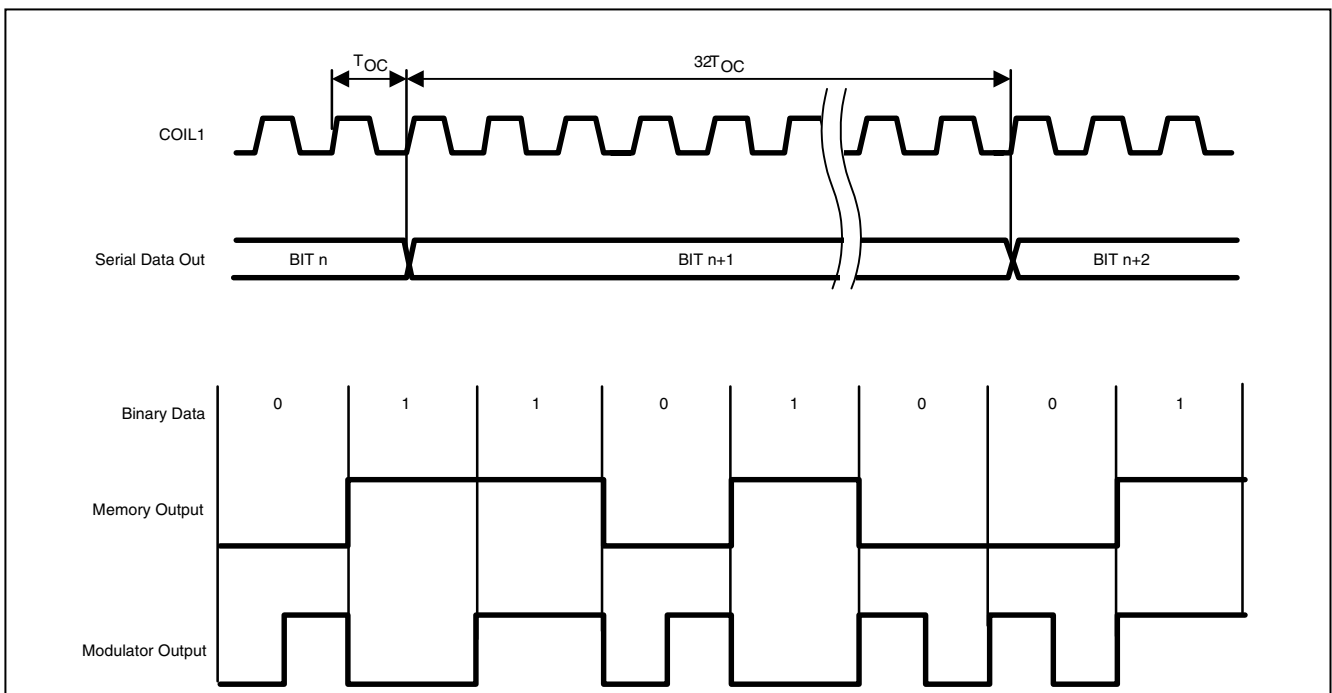 TOC
32TOC
COIL1
Serial Data Out
BIT n
BIT n+1
BIT n+2
Binary Data
0 1 1 0 1 0 0 1
Memory Output
Modulator Output